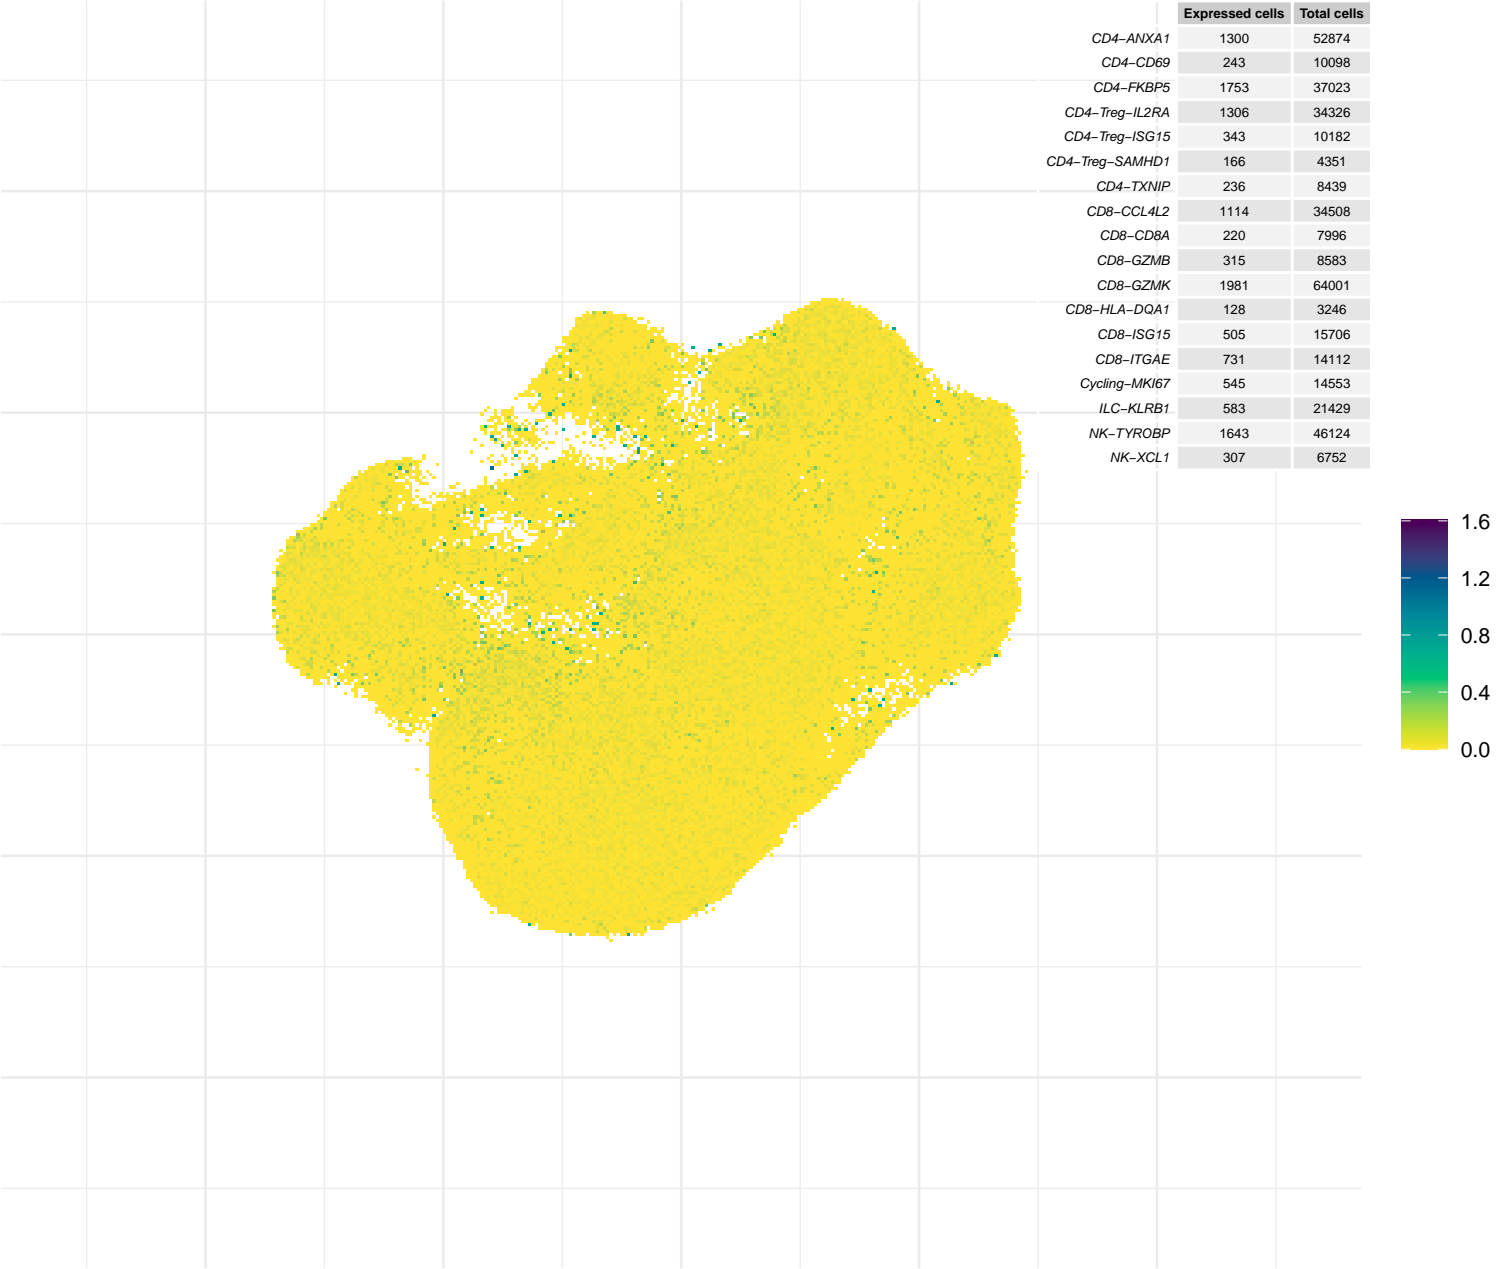 Expressed cells Total cells
CD4−ANXA1 1300 52874
CD4−CD69 243 10098
CD4−FKBP5 1753 37023
CD4−Treg−IL2RA 1306 34326
CD4−Treg−ISG15 343 10182
CD4−Treg−SAMHD1 166 4351
CD4−TXNIP 236 8439
CD8−CCL4L2 1114 34508
CD8−CD8A 220 7996
CD8−GZMB 315 8583
CD8−GZMK 1981 64001
CD8−HLA−DQA1 128 3246
CD8−ISG15 505 15706
CD8−ITGAE 731 14112
Cycling−MKI67 545 14553
ILC−KLRB1 583 21429
NK−TYROBP 1643 46124
NK−XCL1 307 6752
1.6
1.2
0.8
0.4
0.0